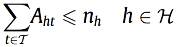 ∑_{t∈𝒯} A_{ht} ⩽ n_h   h ∈ ℋ